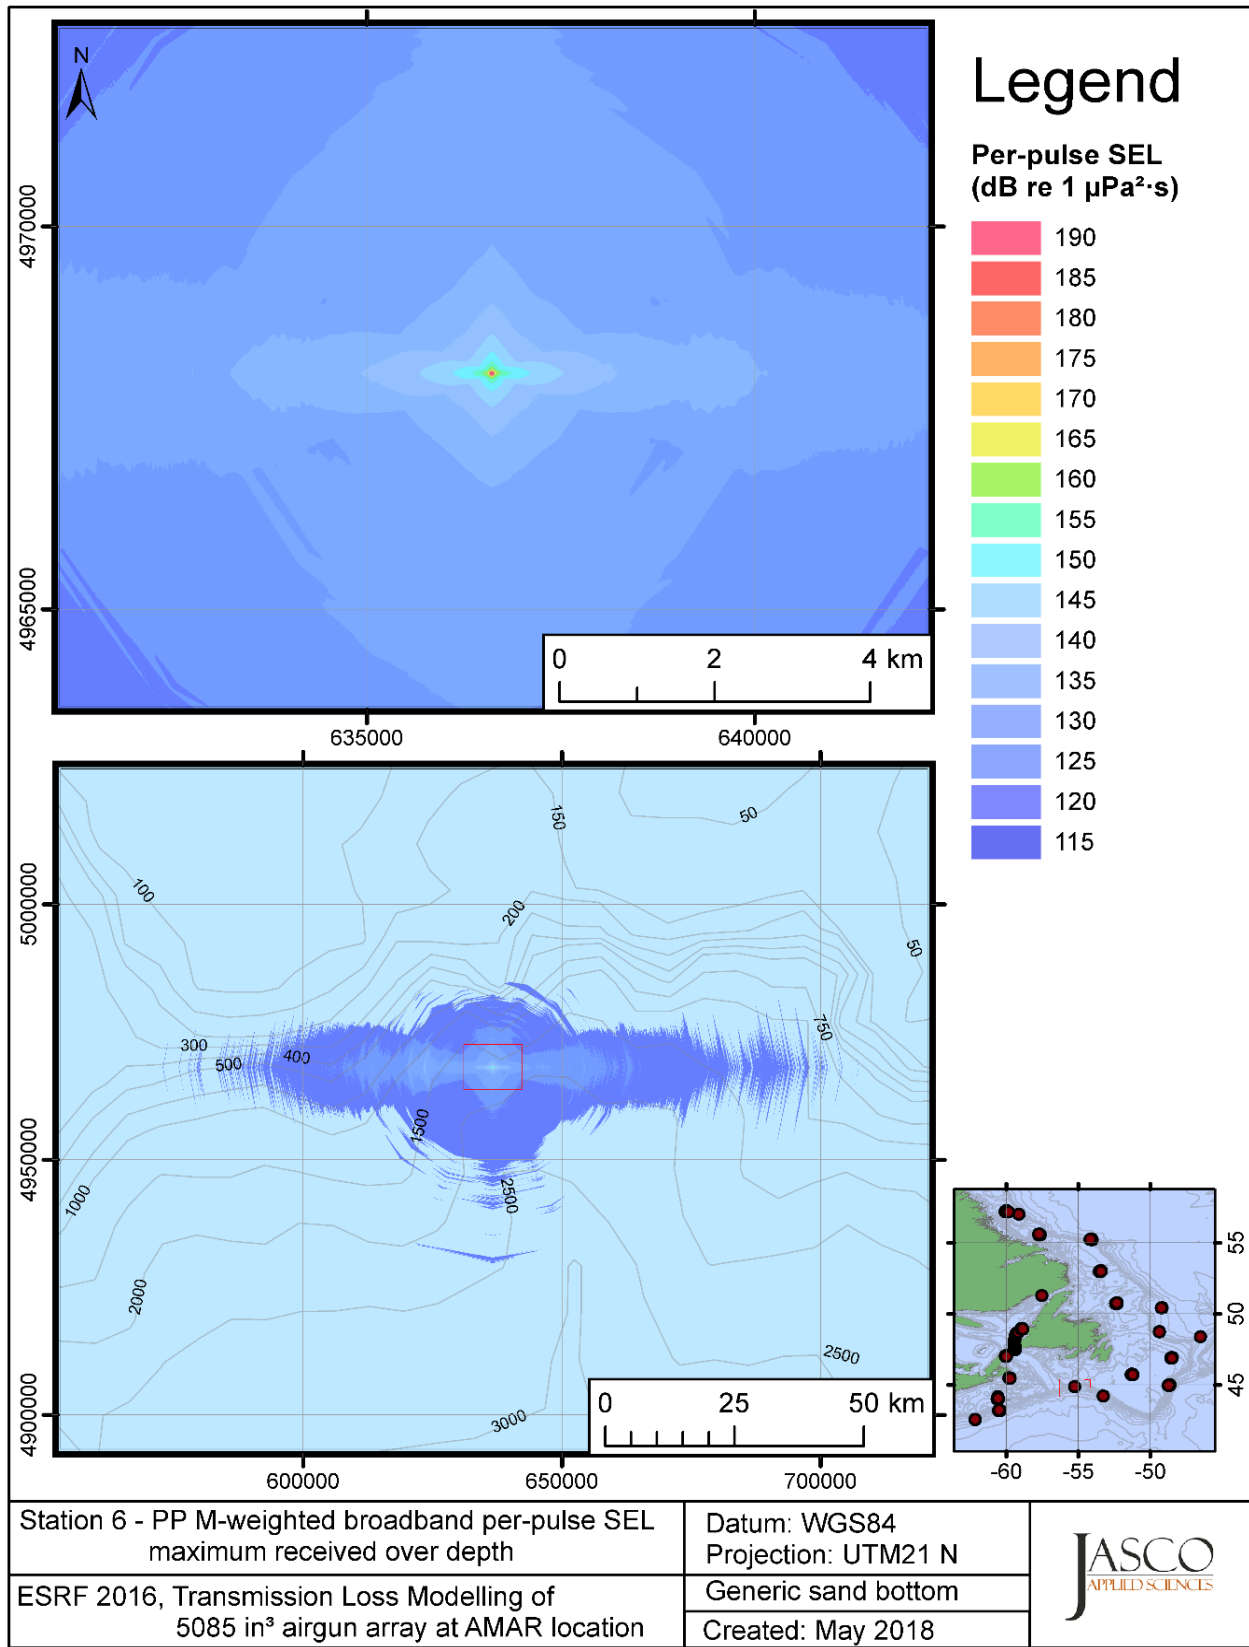 N
4970000
4965000
0 2 4 km
635000 640000
Legend
Per-pulse SEL
(dB re 1 µPa²·s)
190
185
180
175
170
165
160
155
150
145
140
135
130
125
120
115
5000000
4950000
4900000
100
150
50
200
50
300
500
400
750
1500
1000
2500
2000
2500
3000
0 25 50 km
600000 650000 700000
55
50
45
-60 -55 -50
Station 6 - PP M-weighted broadband per-pulse SEL
maximum received over depth
ESRF 2016, Transmission Loss Modelling of
5085 in³ airgun array at AMAR location
Datum: WGS84
Projection: UTM21 N
Generic sand bottom
Created: May 2018
JASCO
APPLIED SCIENCES